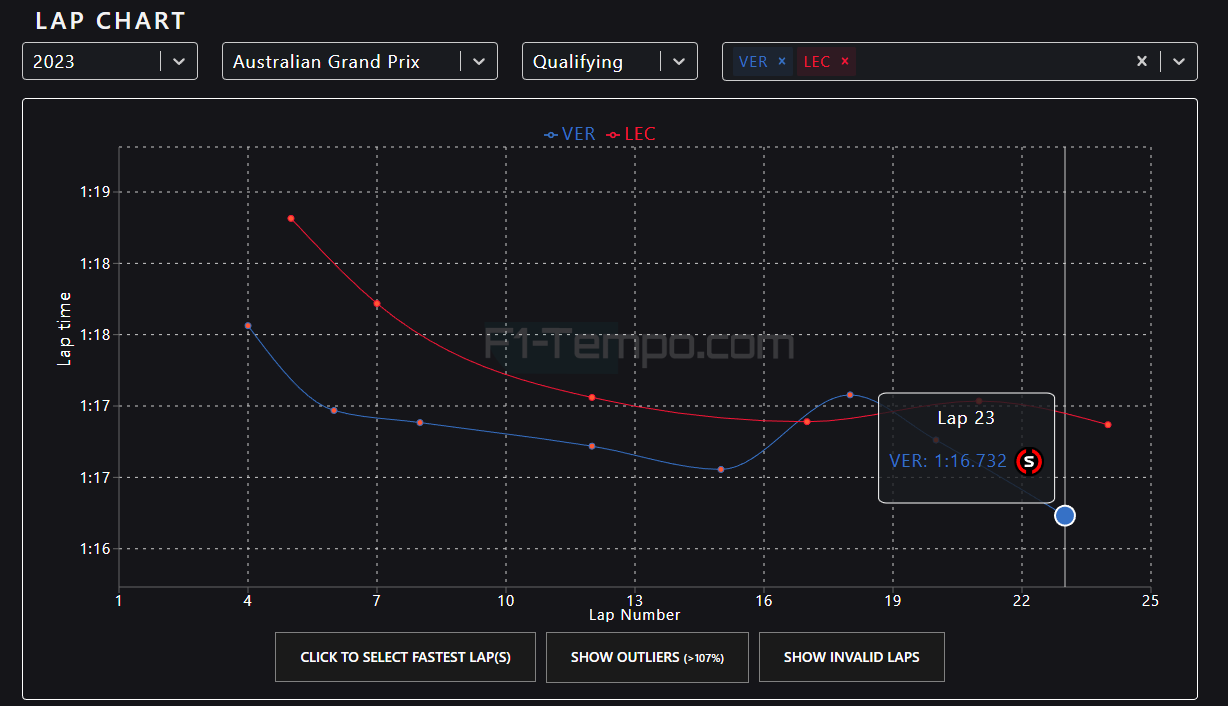 LAP CHART
2023 Australian Grand Prix Qualifying VER × LEC × ×
VER LEC
1:19
1:18
1:18
1:17
1:17
1:16
Lap time
F1-Tempo.com
Lap 23
VER: 1:16.732 S
1 4 7 10 13 16 19 22 25
Lap Number
CLICK TO SELECT FASTEST LAP(S) SHOW OUTLIERS (>107%) SHOW INVALID LAPS